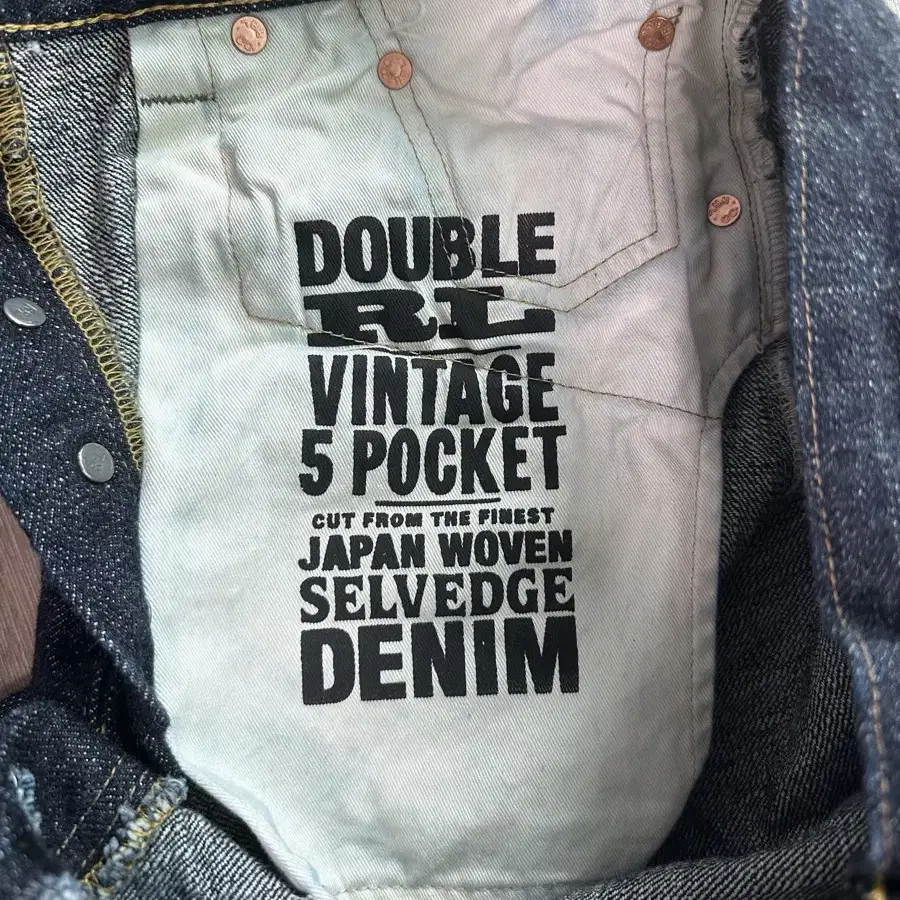 DOUBLE
RL
VINTAGE
5 POCKET
CUT FROM THE FINEST
JAPAN WOVEN
SELVEDGE
DENIM